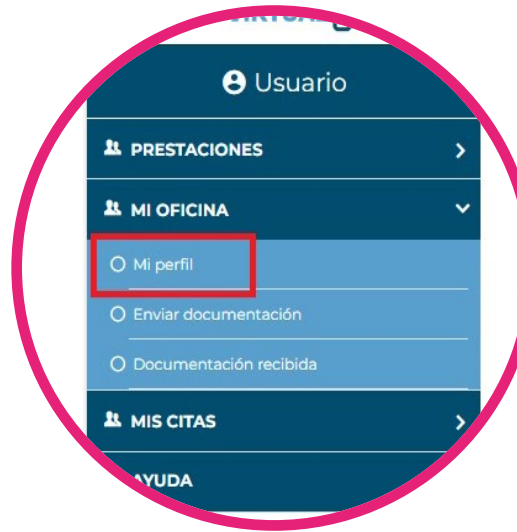 Usuario
PRESTACIONES
MI OFICINA
Mi perfil
Enviar documentación
Documentación recibida
MIS CITAS
AYUDA